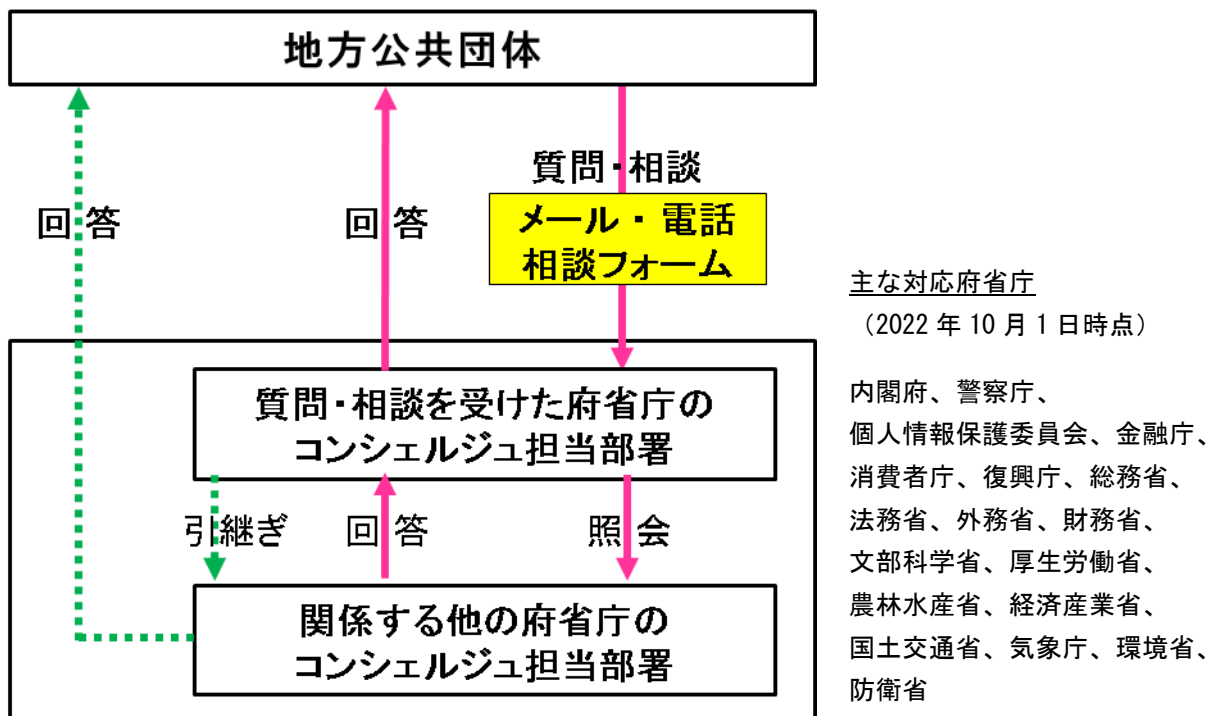 地方公共団体
質問・相談
メール・電話
相談フォーム
回答
回答
質問・相談を受けた府省庁の
コンシェルジュ担当部署
引継ぎ
回答
照会
関係する他の府省庁の
コンシェルジュ担当部署
主な対応府省庁
（2022年10月1日時点）
内閣府、警察庁、
個人情報保護委員会、金融庁、
消費者庁、復興庁、総務省、
法務省、外務省、財務省、
文部科学省、厚生労働省、
農林水産省、経済産業省、
国土交通省、気象庁、環境省、
防衛省